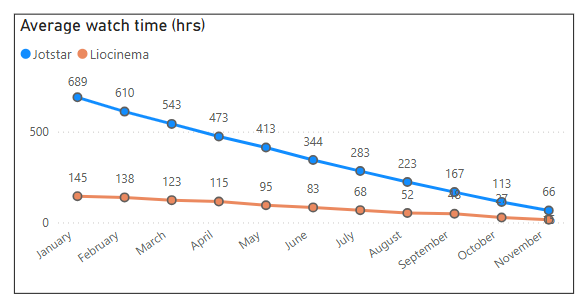 Average watch time (hrs)
Jotstar Liocinema
689 610 543 473 413 344 283 223 167 113 66
500
145 138 123 115 95 83 68 52
0
January February March April May June July August September October November